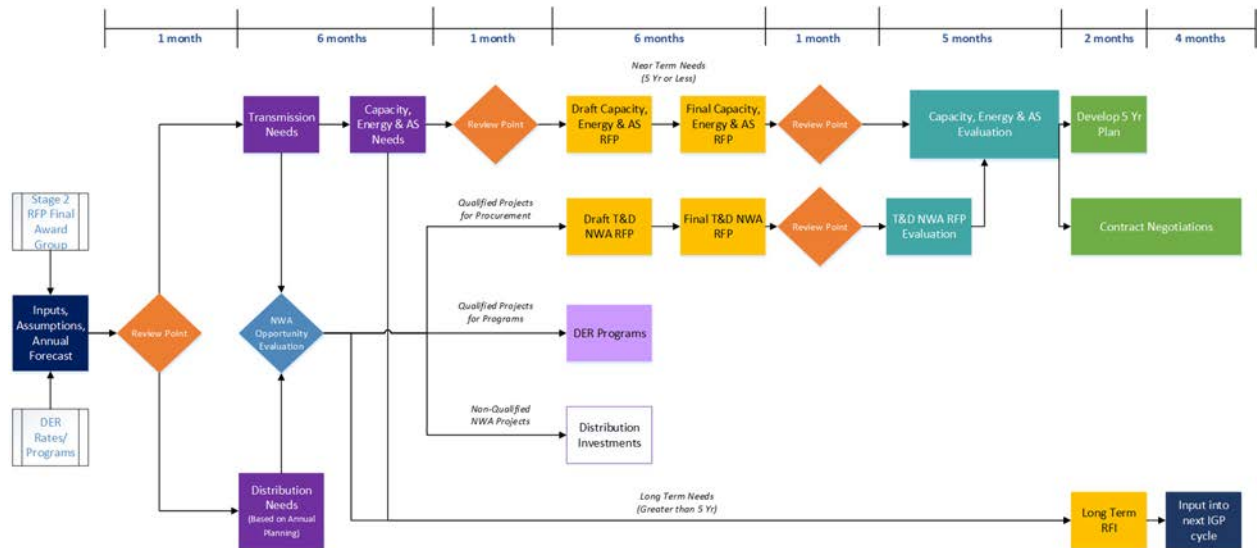 1 month
6 months
1 month
6 months
1 month
5 months
2 months
4 months
Near Term Needs
(5 Yr or Less)
Transmission
Needs
Capacity,
Energy & AS
Needs
Review Point
Draft Capacity,
Energy & AS
RFP
Final Capacity,
Energy & AS
RFP
Review Point
Capacity, Energy & AS
Evaluation
Develop 5 Yr
Plan
Stage 2
RFP Final
Award
Group
Qualified Projects
for Procurement
Draft T&D
NWA RFP
Final T&D NWA
RFP
Review Point
T&D NWA RFP
Evaluation
Contract Negotiations
Inputs,
Assumptions,
Annual
Forecast
Review Point
NWA
Opportunity
Evaluation
Qualified Projects
for Programs
DER Programs
DER
Rates/
Programs
Non-Qualified
NWA Projects
Distribution
Investments
Distribution
Needs
(Based on Annual
Planning)
Long Term Needs
(Greater than 5 Yr)
Long Term
RFI
Input into
next IGP
cycle